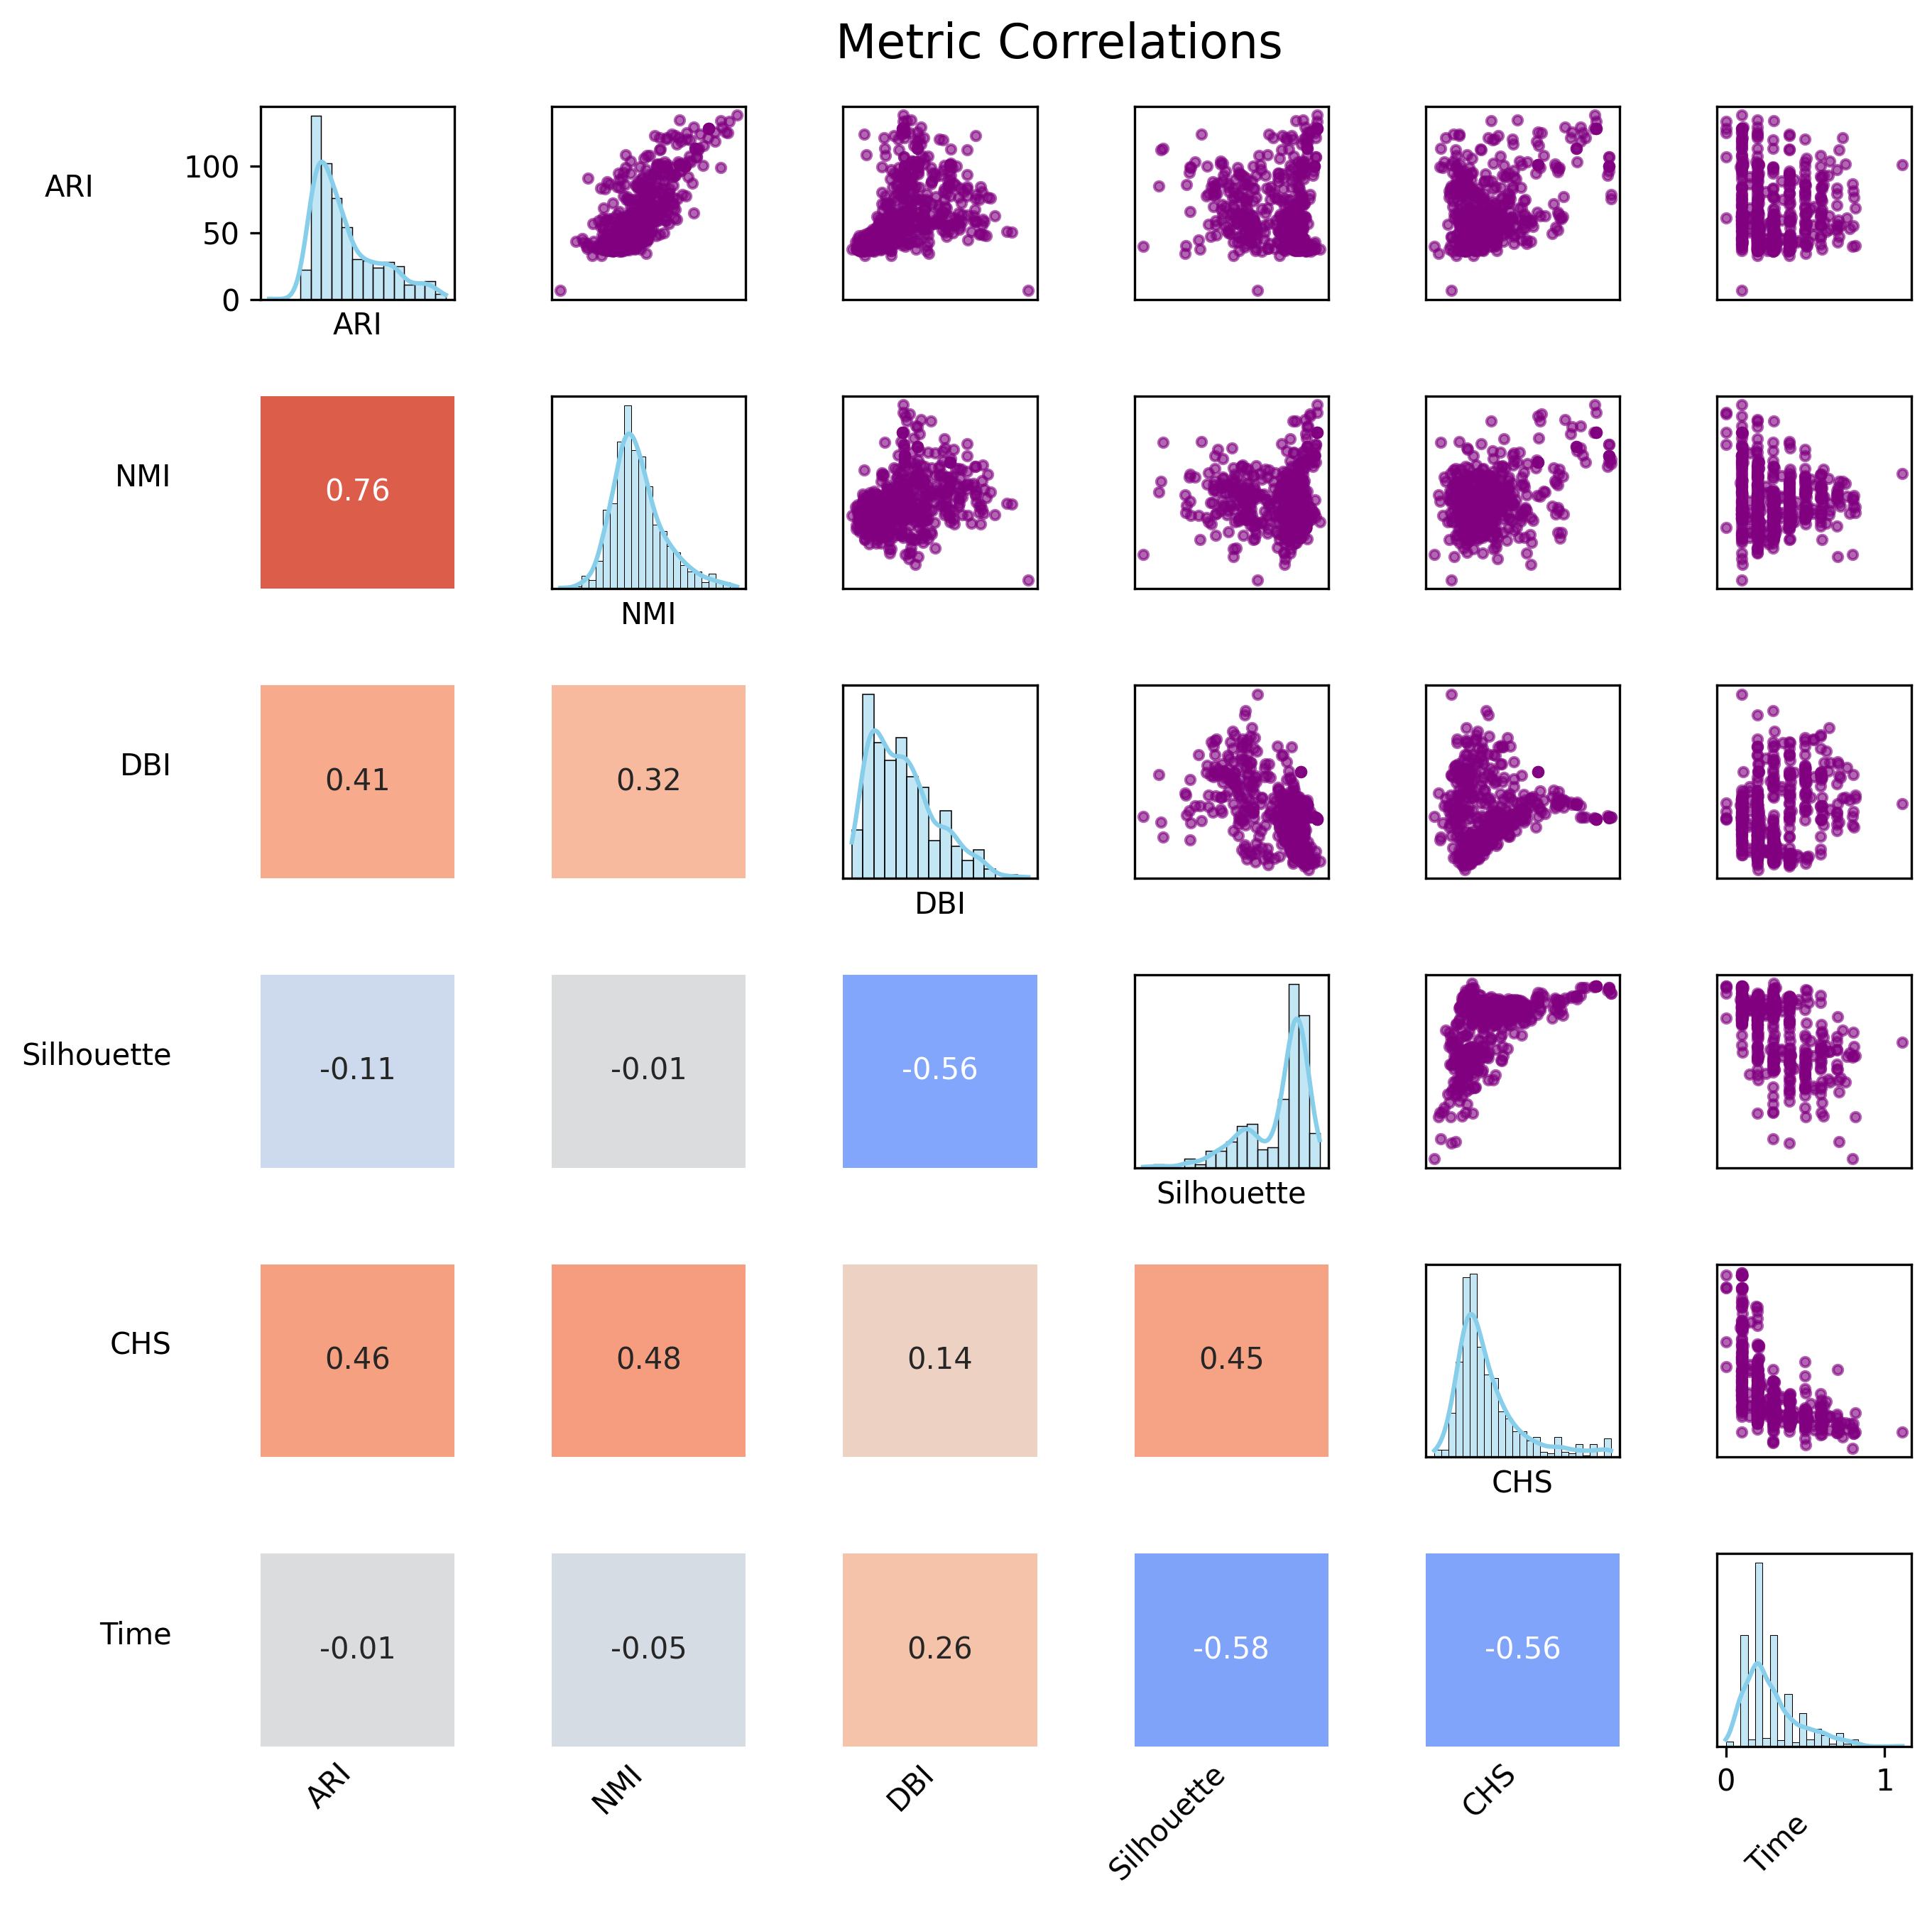 Metric Correlations
ARI
100
50
0
ARI
NMI
0.76
NMI
DBI
0.41
0.32
DBI
Silhouette
-0.11
-0.01
-0.56
Silhouette
CHS
0.46
0.48
0.14
0.45
CHS
Time
-0.01
-0.05
0.26
-0.58
-0.56
0 1
ARI
NMI
DBI
Silhouette
CHS
Time